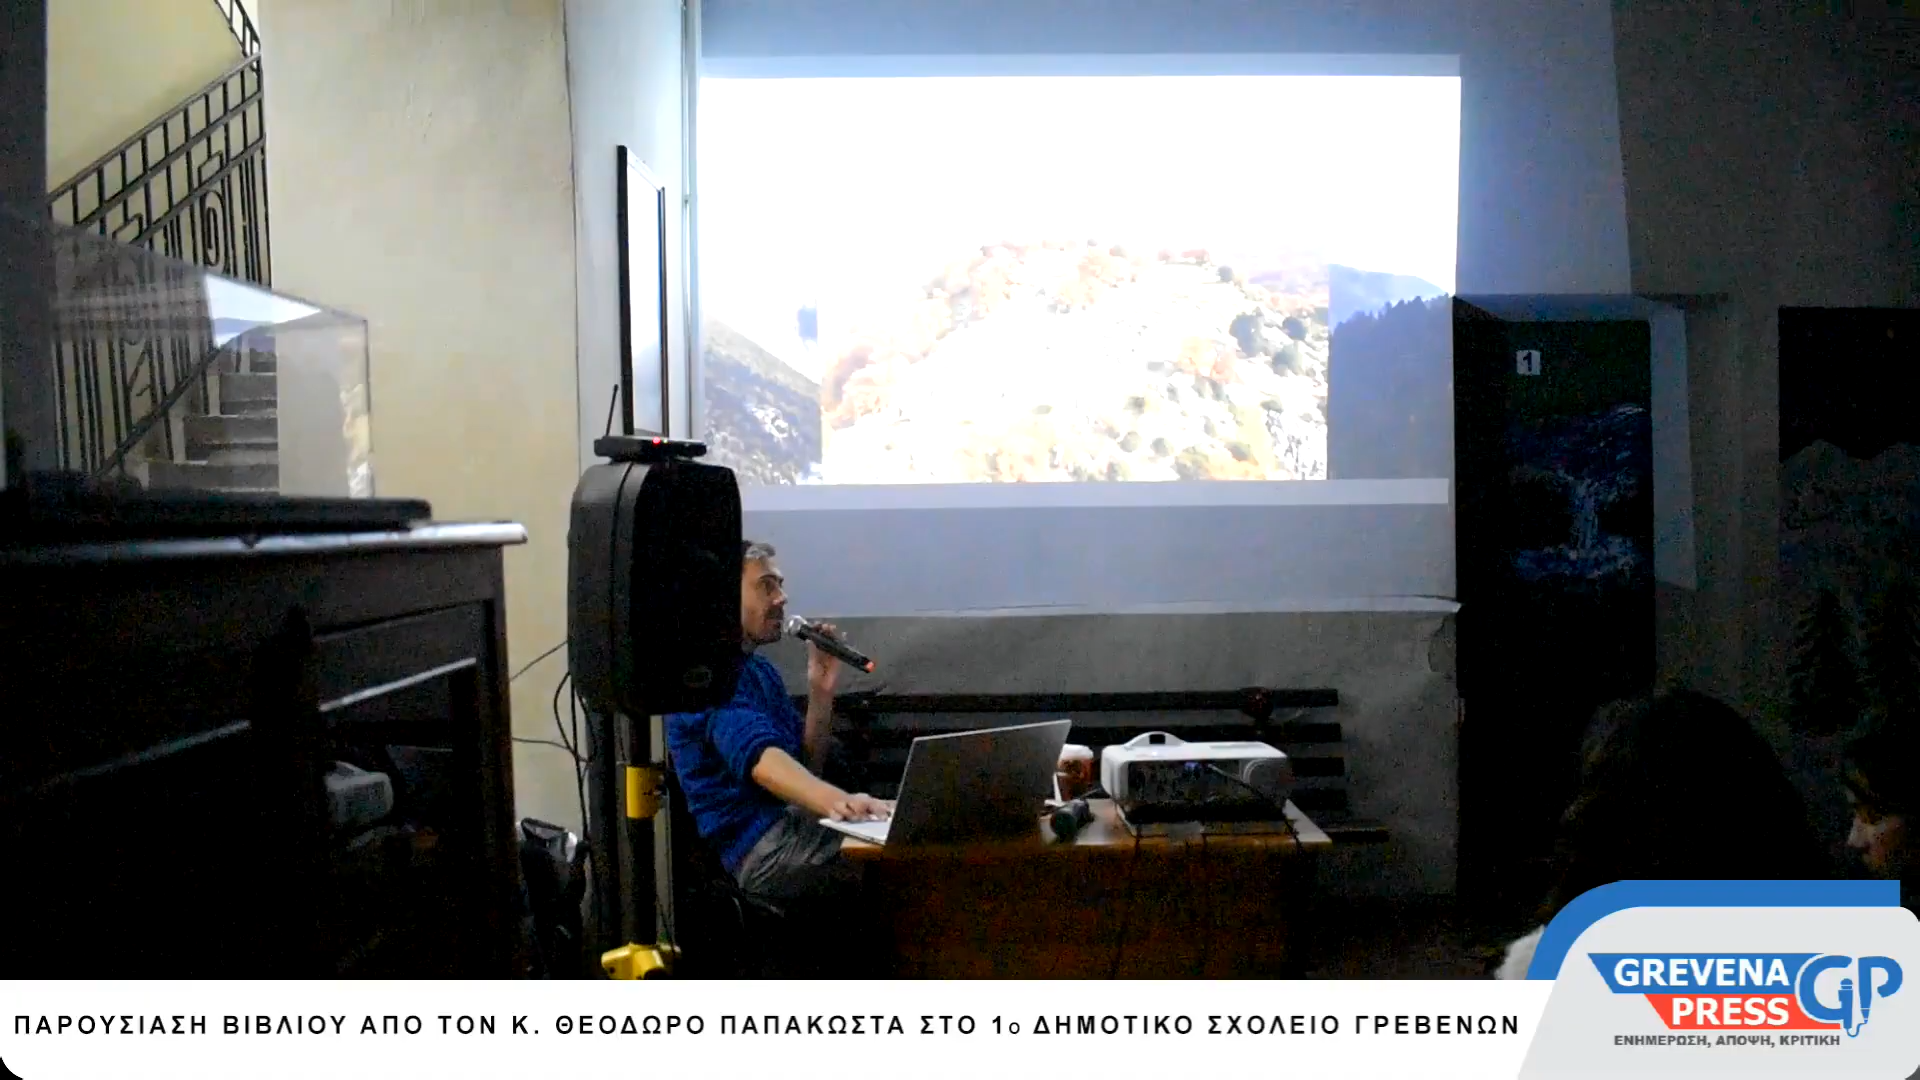 1
ΠΑΡΟΥΣΙΑΣΗ ΒΙΒΛΙΟΥ ΑΠΟ ΤΟΝ Κ. ΘΕΟΔΩΡΟ ΠΑΠΑΚΩΣΤΑ ΣΤΟ 1ο ΔΗΜΟΤΙΚΟ ΣΧΟΛΕΙΟ ΓΡΕΒΕΝΩΝ
GREVENA
PRESS
GP
ΕΝΗΜΕΡΩΣΗ, ΑΠΟΨΗ, ΚΡΙΤΙΚΗ